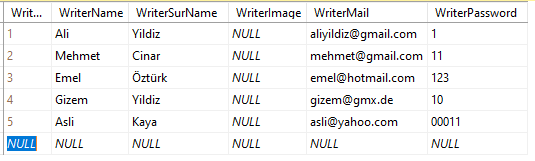 Writ... WriterName WriterSurName WriterImage WriterMail WriterPassword
1 Ali Yildiz NULL aliyildiz@gmail.com 1
2 Mehmet Cinar NULL mehmet@gmail.com 11
3 Emel Öztürk NULL emel@hotmail.com 123
4 Gizem Yildiz NULL gizem@gmx.de 10
5 Asli Kaya NULL asli@yahoo.com 00011
NULL NULL NULL NULL NULL NULL